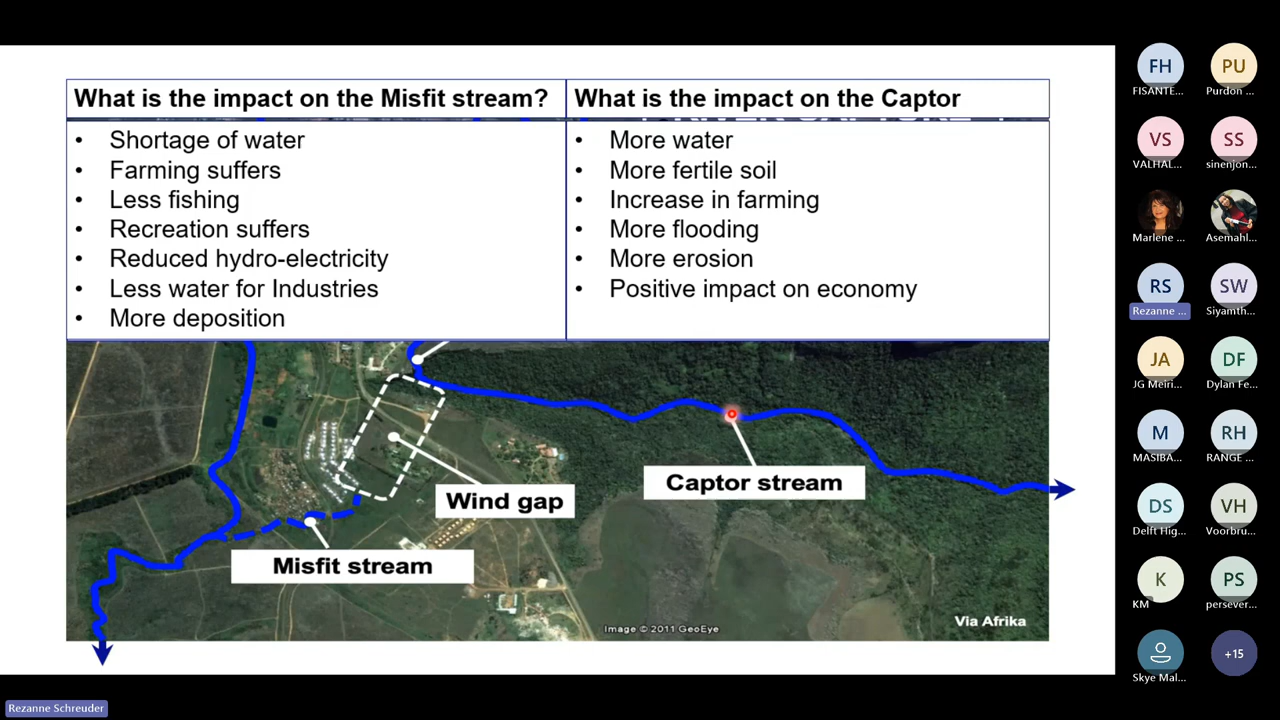 What is the impact on the Misfit stream?
What is the impact on the Captor
• Shortage of water
• Farming suffers
• Less fishing
• Recreation suffers
• Reduced hydro-electricity
• Less water for Industries
• More deposition
• More water
• More fertile soil
• Increase in farming
• More flooding
• More erosion
• Positive impact on economy
Captor stream
Wind gap
Misfit stream
Image © 2011 GeoEye
Via Afrika
FH
FISANTE...
PU
Purdon ...
VS
VALHAL...
SS
sinenjon...
Marlene ...
Asemahl...
RS
Rezanne ...
SW
Siyamth...
JA
JG Meiri...
DF
Dylan Fe...
M
MASIBA...
RH
RANGE ...
DS
Delft Hig...
VH
Voorbru...
K
KM
PS
persever...
Skye Mal...
+15
Rezanne Schreuder